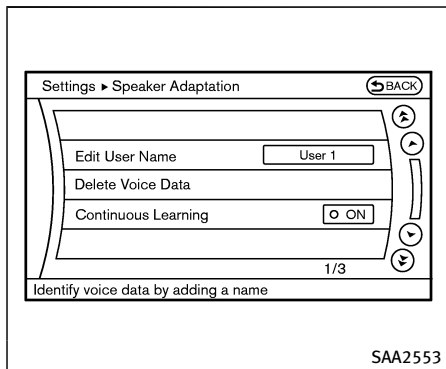 Settings ▸ Speaker Adaptation
BACK
Edit User Name
User 1
Delete Voice Data
Continuous Learning
ON
1/3
Identify voice data by adding a name
SAA2553